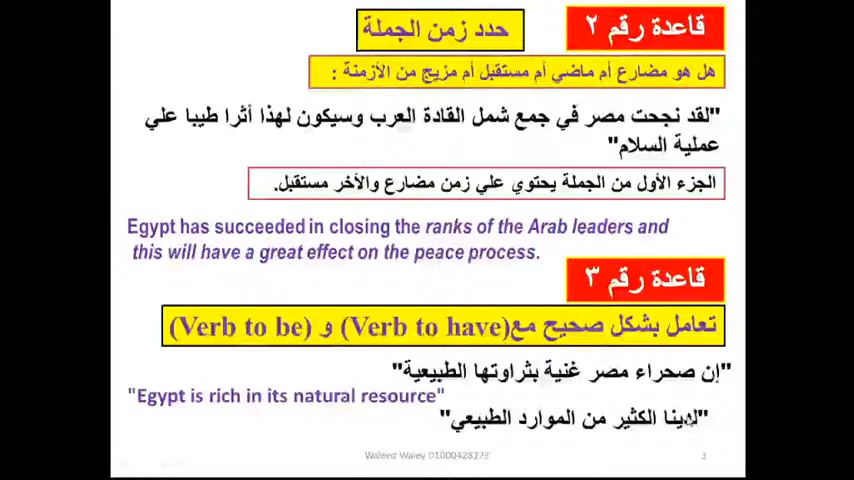 قاعدة رقم ٢
حدد زمن الجملة
هل هو مضارع أم ماضي أم مستقبل أم مزيج من الأزمنة :
"لقد نجحت مصر في جمع شمل القادة العرب وسيكون لهذا أثرا طيبا علي
عملية السلام"
الجزء الأول من الجملة يحتوي علي زمن مضارع والأخر مستقبل.
Egypt has succeeded in closing the ranks of the Arab leaders and
this will have a great effect on the peace process.
قاعدة رقم ٣
تعامل بشكل صحيح مع(Verb to have) و (Verb to be)
"إن صحراء مصر غنية بثراوتها الطبيعية"
"Egypt is rich in its natural resource"
"لدينا الكثير من الموارد الطبيعي"
Waleed Waley
3